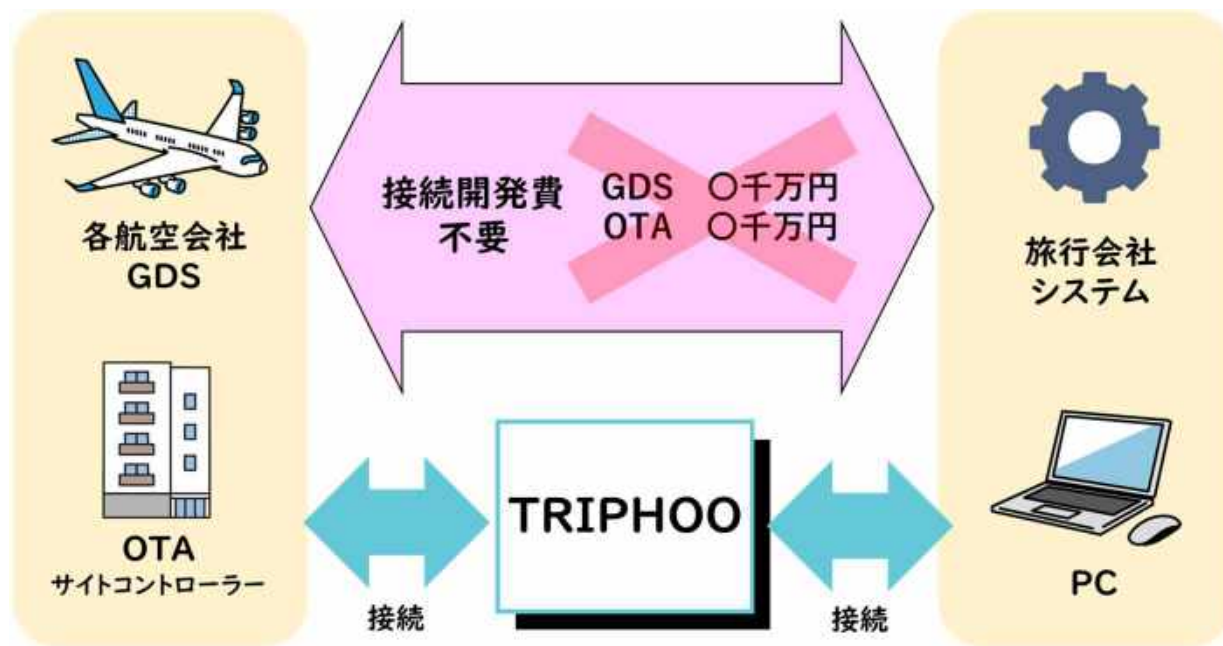 各航空会社
GDS
OTA
サイトコントローラー
接続開発費
不要
GDS 〇千万円
OTA 〇千万円
TRIPHOO
接続
接続
旅行会社
システム
PC